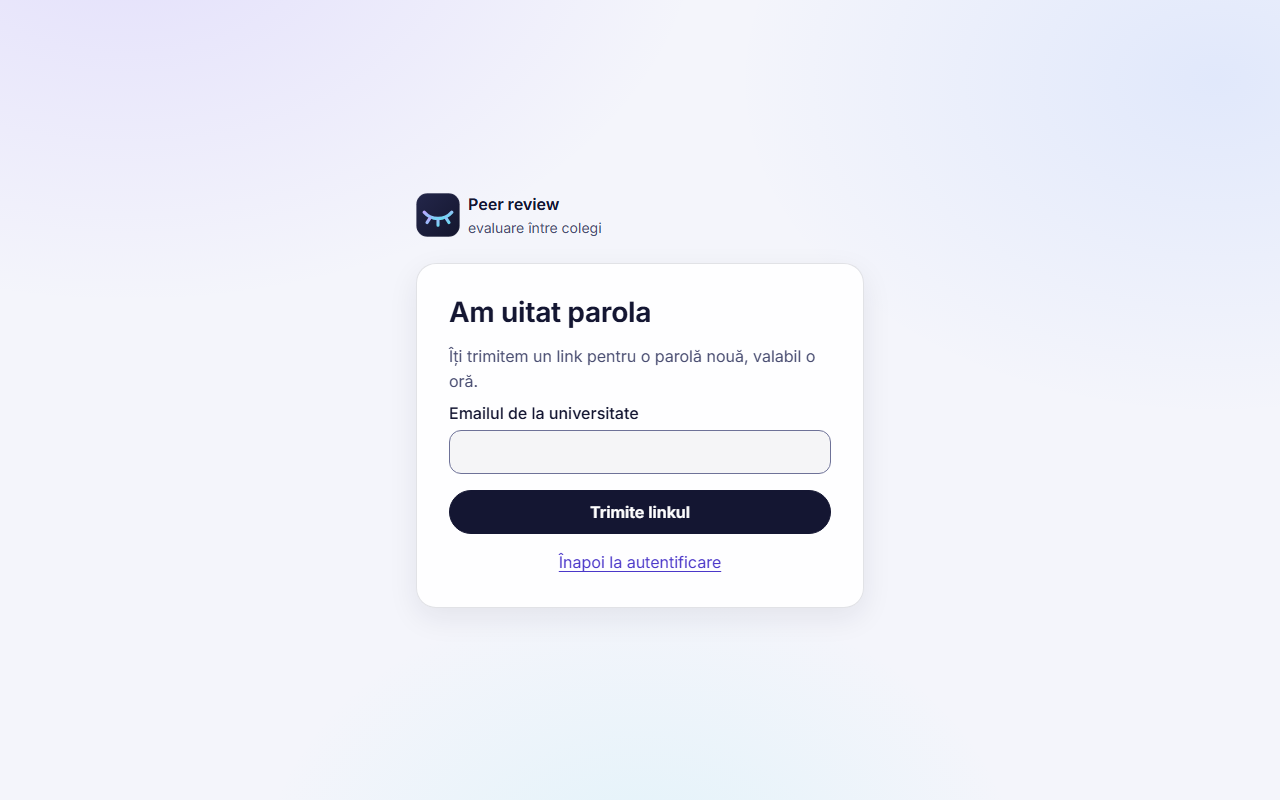 Peer review
evaluare între colegi
Am uitat parola
Îți trimitem un link pentru o parolă nouă, valabil o
oră.
Emailul de la universitate
Trimite linkul
Înapoi la autentificare